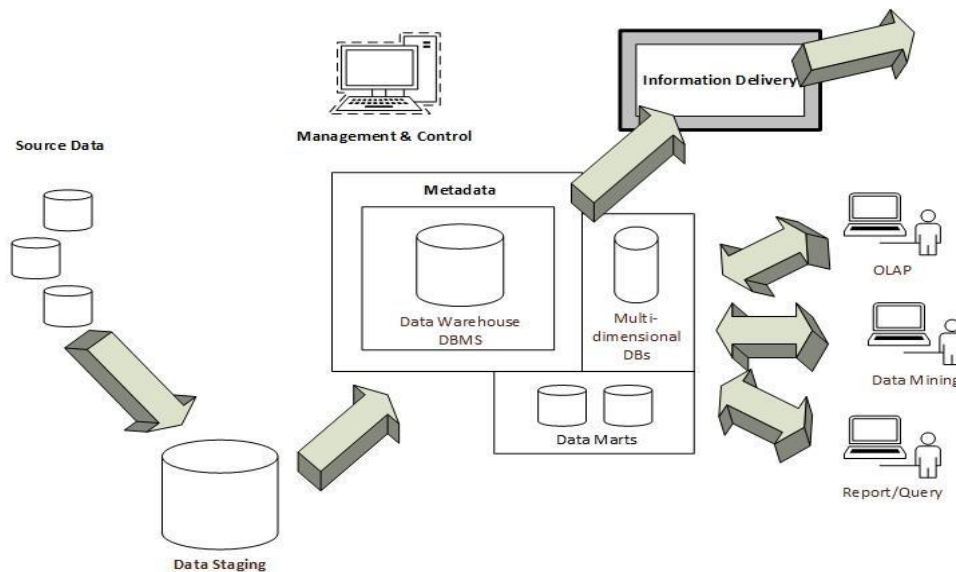 Information Delivery
Management & Control
Source Data
Metadata
Data Warehouse
DBMS
Multi-
dimensional
DBs
OLAP
Data Mining
Data Marts
Report/Query
Data Staging